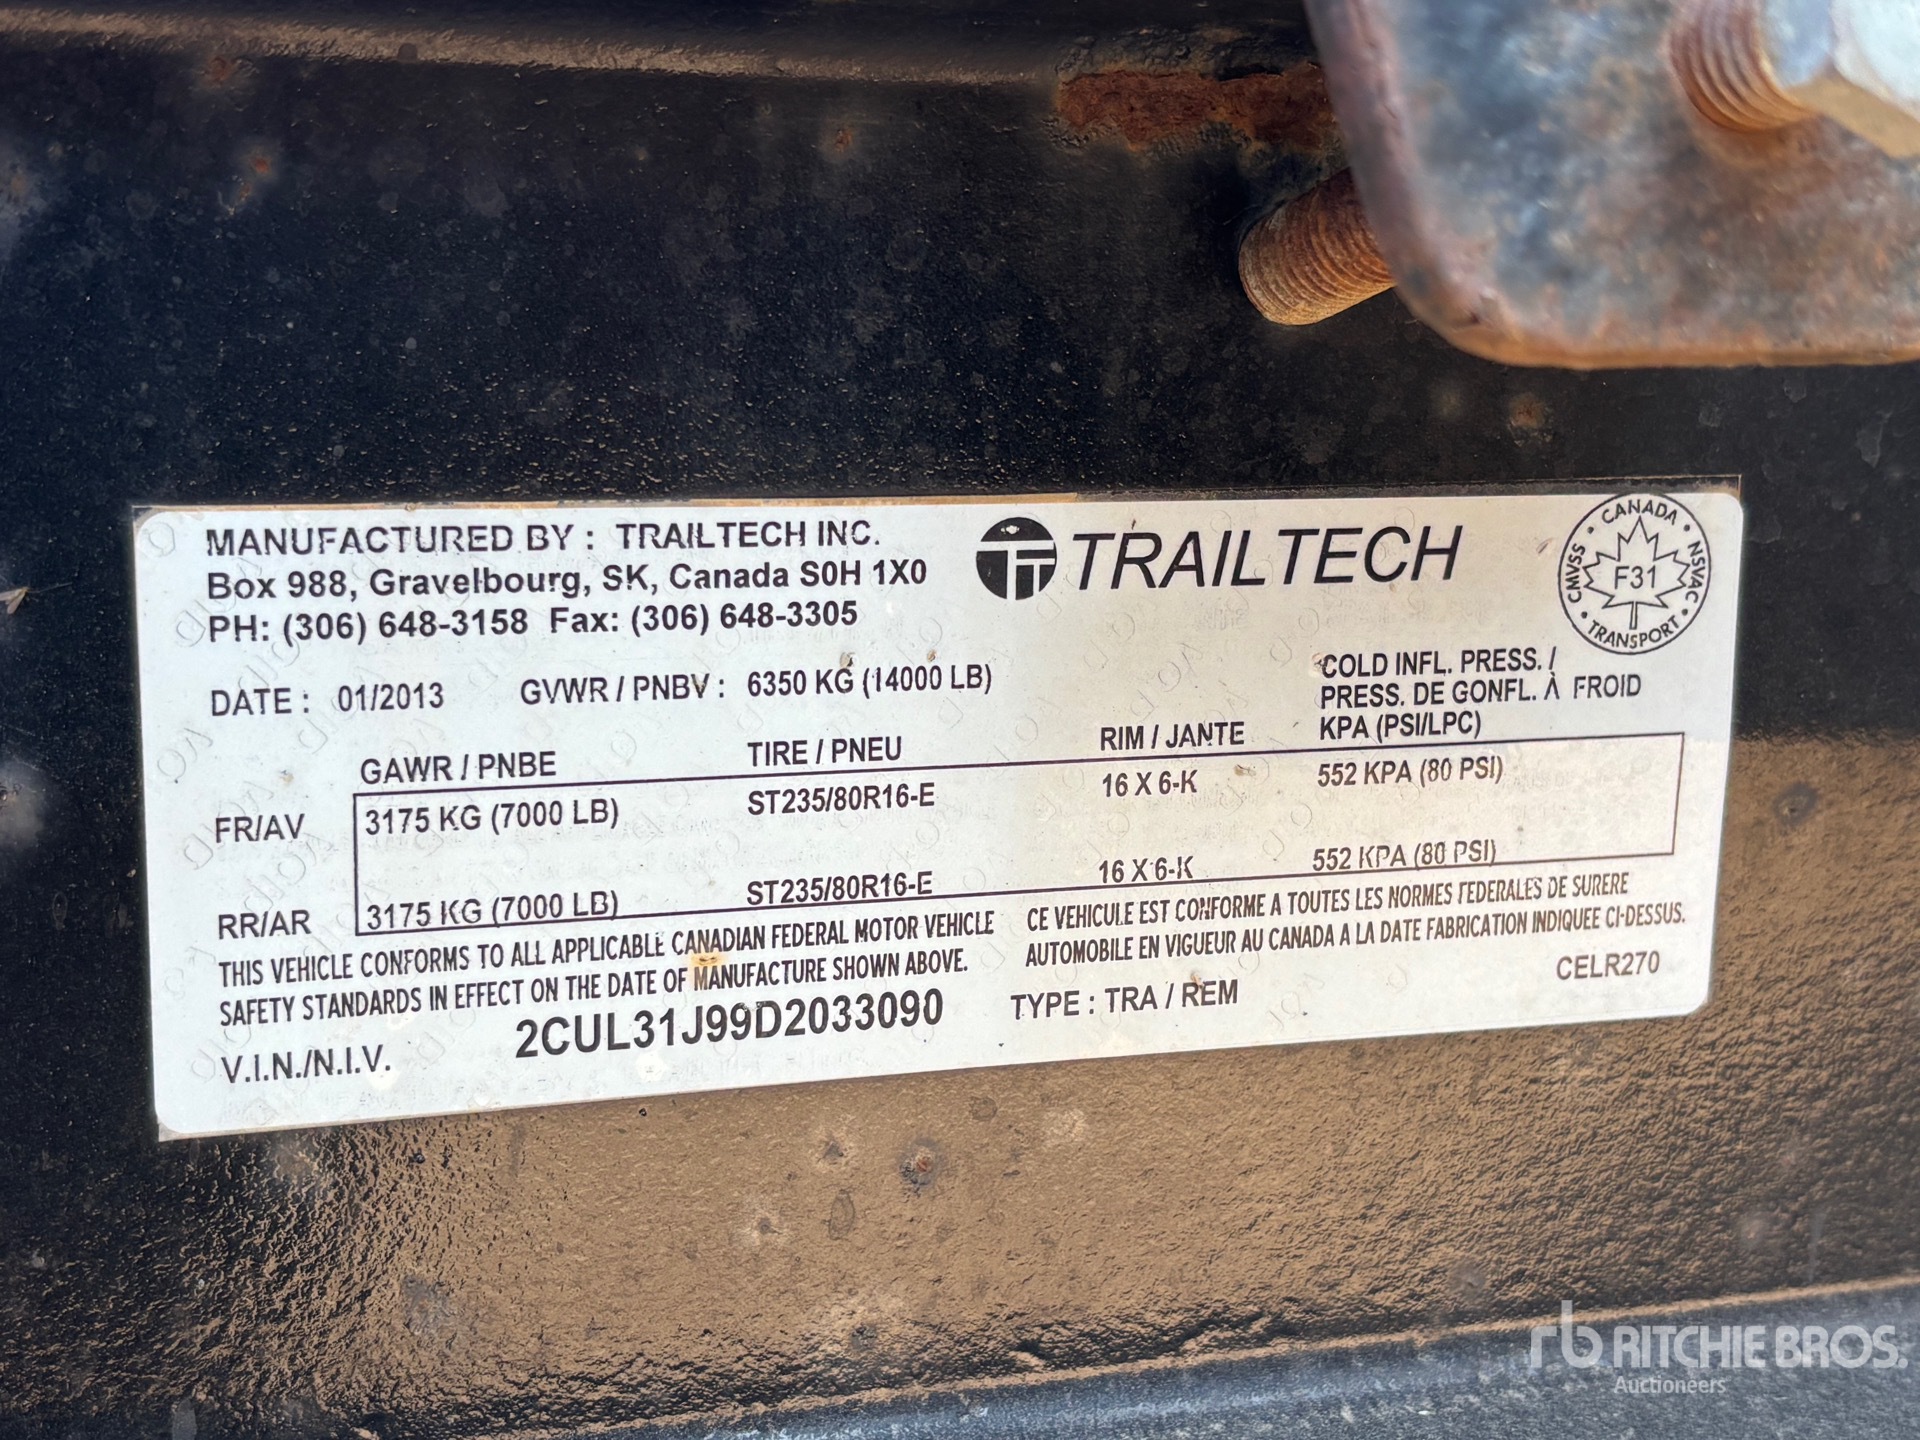 MANUFACTURED BY : TRAILTECH INC.
Box 988, Gravelbourg, SK, Canada S0H 1X0
PH: (306) 648-3158 Fax: (306) 648-3305
TT TRAILTECH
CANADA
CMVSS F31 NSVAC
TRANSPORT
DATE : 01/2013 GVWR / PNBV : 6350 KG (14000 LB)
COLD INFL. PRESS. /
PRESS. DE GONFL. À FROID
GAWR / PNBE TIRE / PNEU RIM / JANTE KPA (PSI/LPC)
FR/AV 3175 KG (7000 LB) ST235/80R16-E 16 X 6-K 552 KPA (80 PSI)
RR/AR 3175 KG (7000 LB) ST235/80R16-E 16 X 6-K 552 KPA (80 PSI)
THIS VEHICLE CONFORMS TO ALL APPLICABLE CANADIAN FEDERAL MOTOR VEHICLE
SAFETY STANDARDS IN EFFECT ON THE DATE OF MANUFACTURE SHOWN ABOVE.
CE VEHICULE EST CONFORME A TOUTES LES NORMES FEDERALES DE SURERE
AUTOMOBILE EN VIGUEUR AU CANADA A LA DATE FABRICATION INDIQUEE CI-DESSUS.
V.I.N./N.I.V. 2CUL31J99D2033090 TYPE : TRA / REM CELR270
rb RITCHIE BROS.
Auctioneers